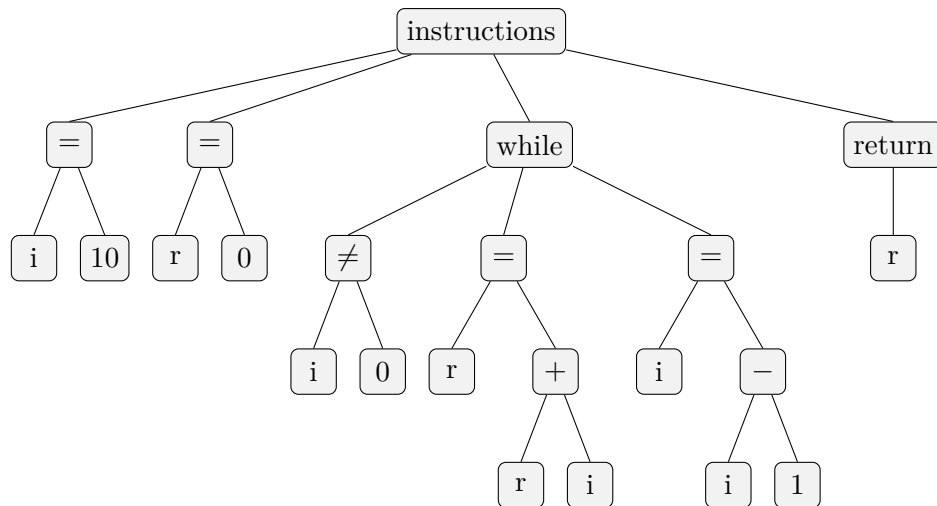 instructions
= = while return
i 10 r 0 ≠ = = r
i 0 r + i −
r i i 1